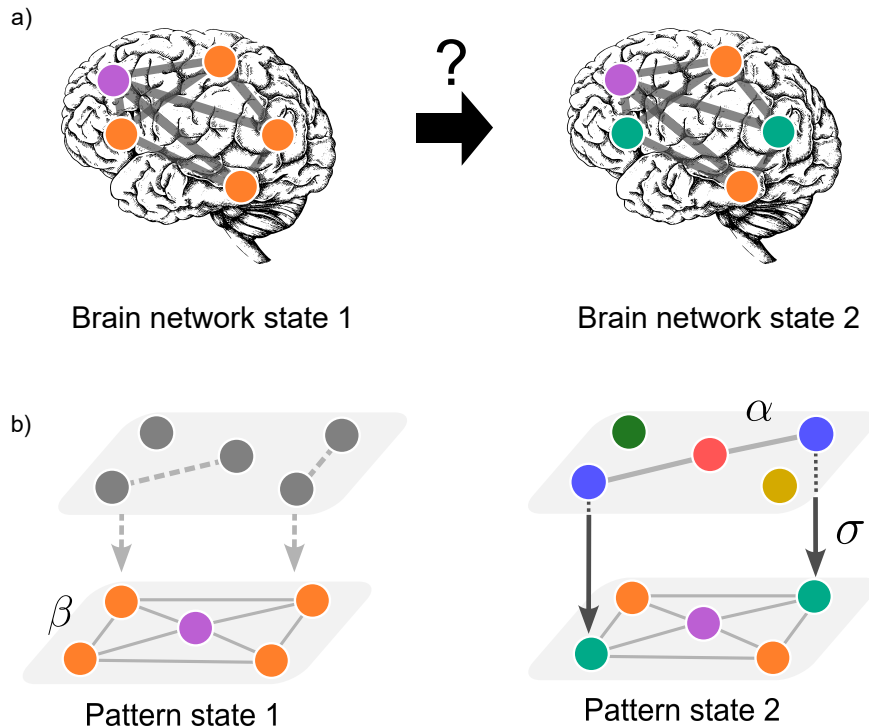 a)
?
Brain network state 1
Brain network state 2
b)
α
σ
β
Pattern state 1
Pattern state 2